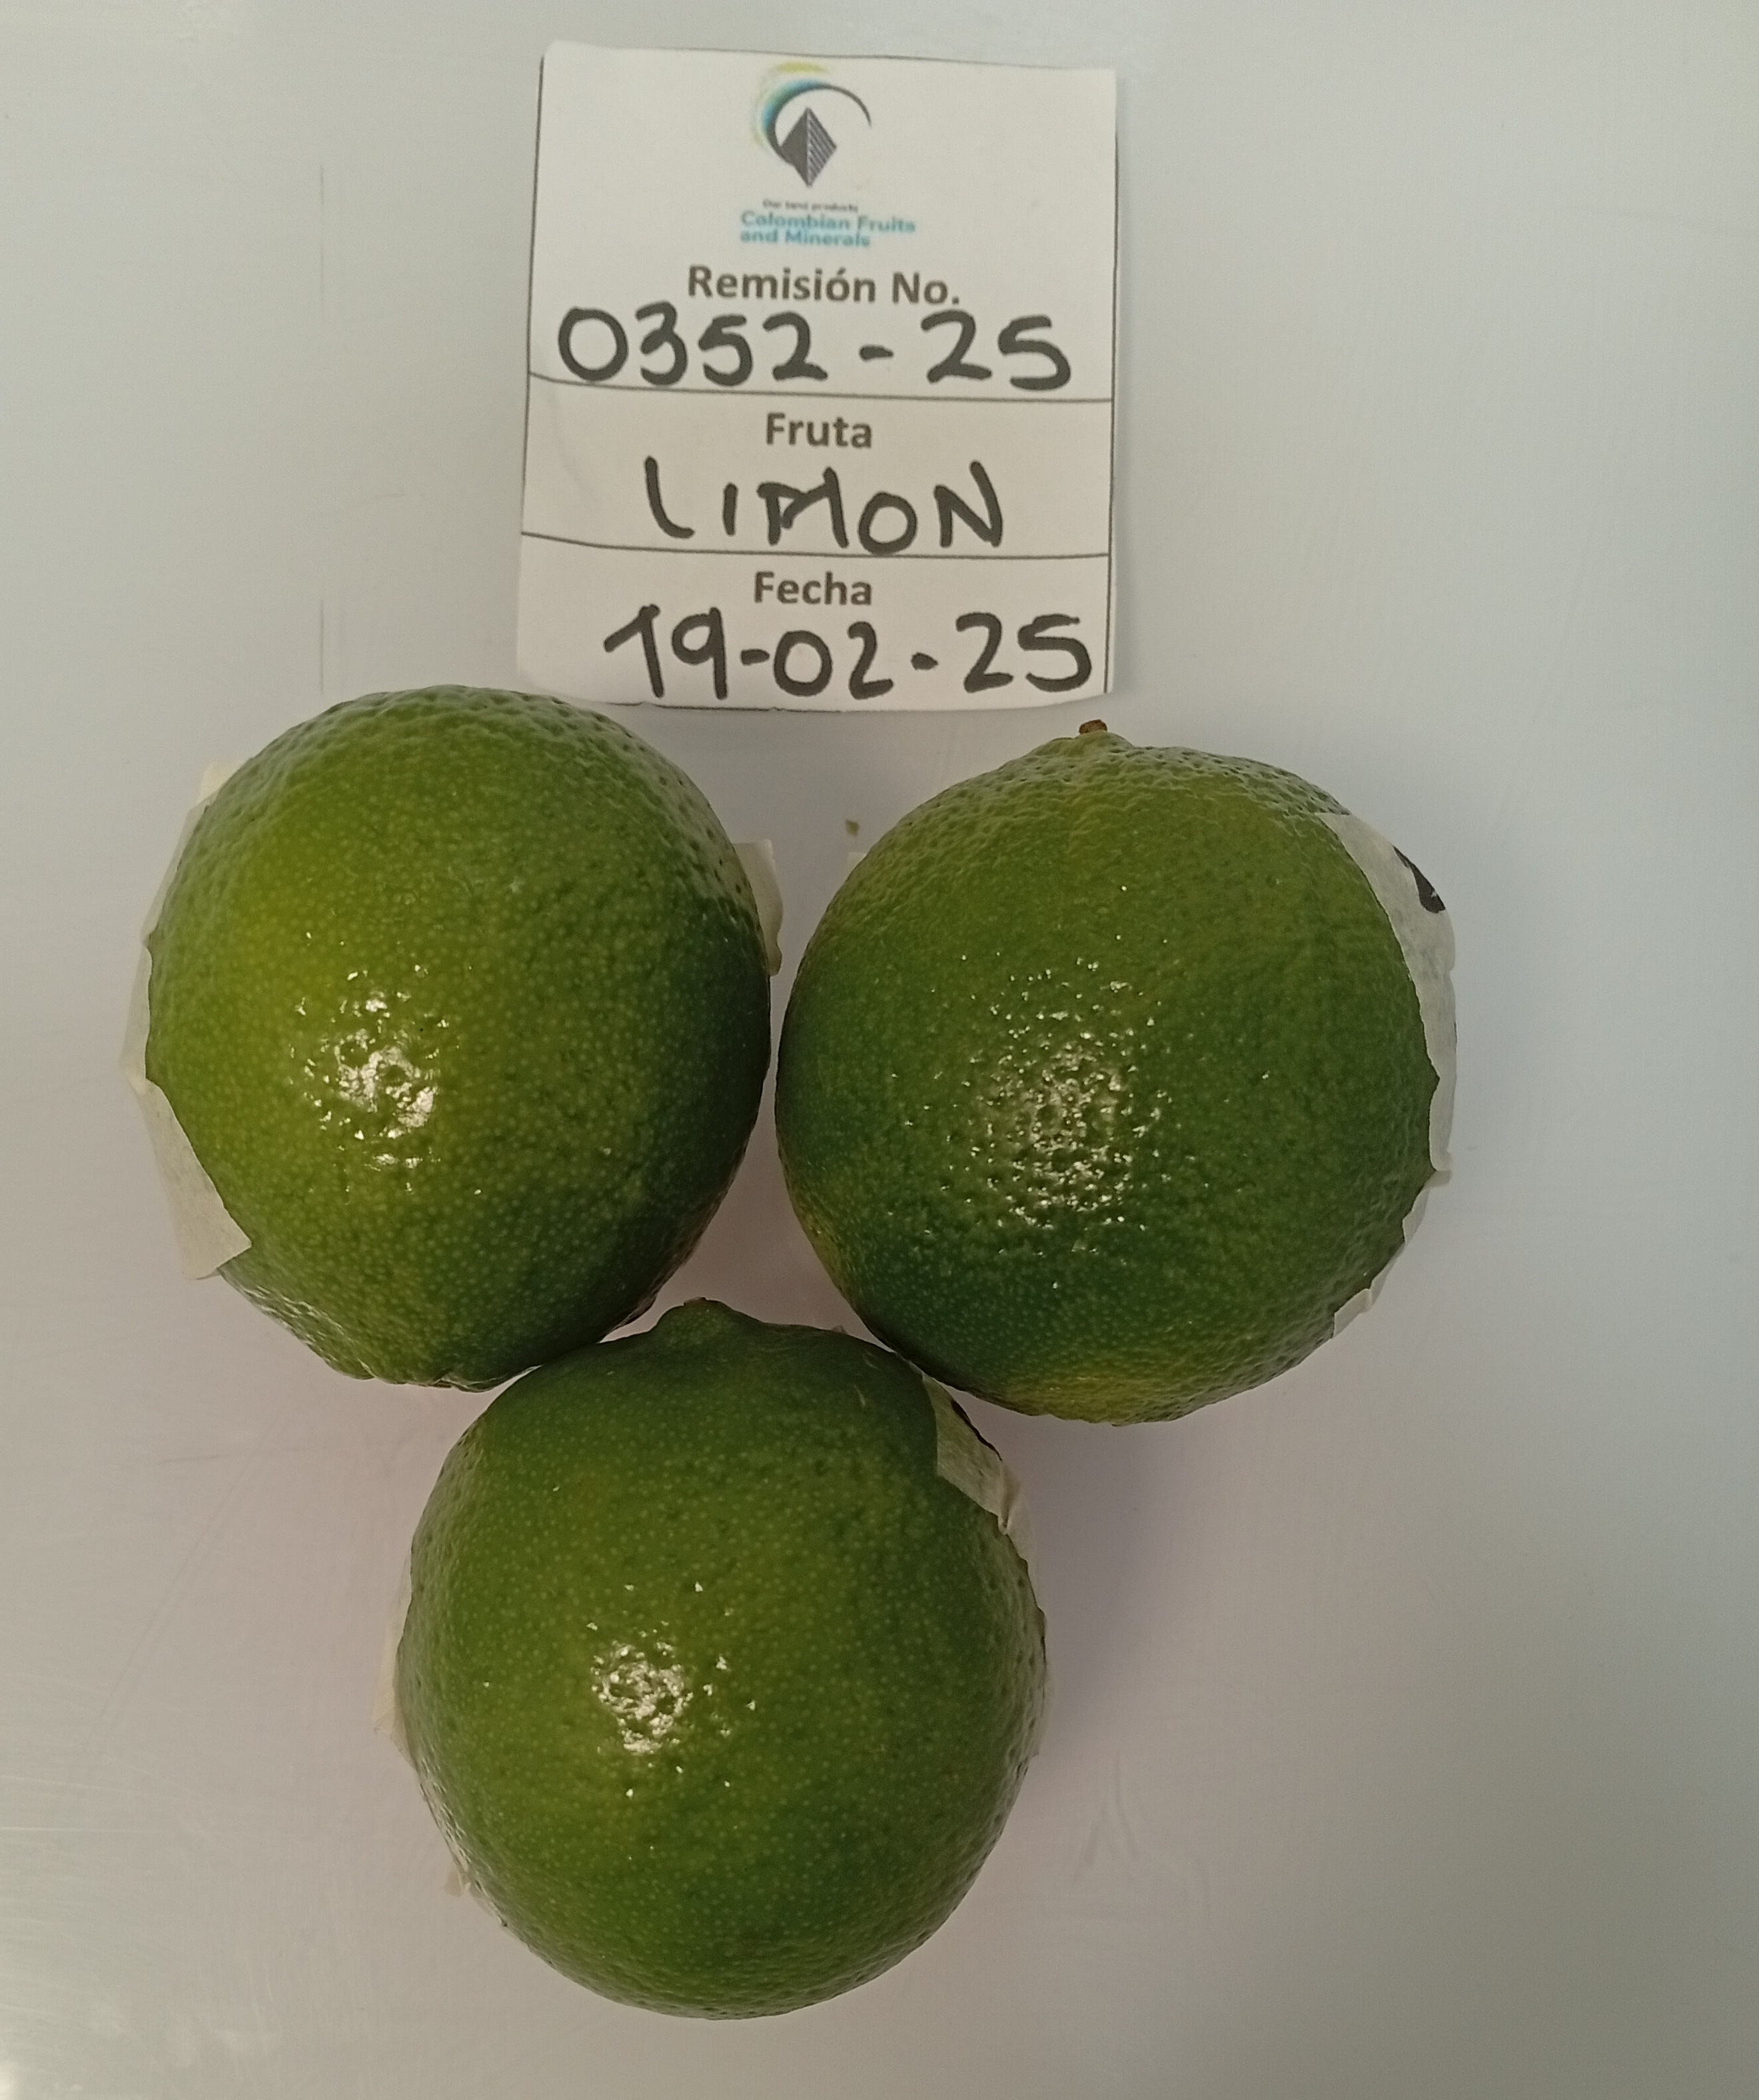 Our best products
Colombian Fruits
and Minerals
Remisión No.
0352-25
Fruta
LIMON
Fecha
19-02-25